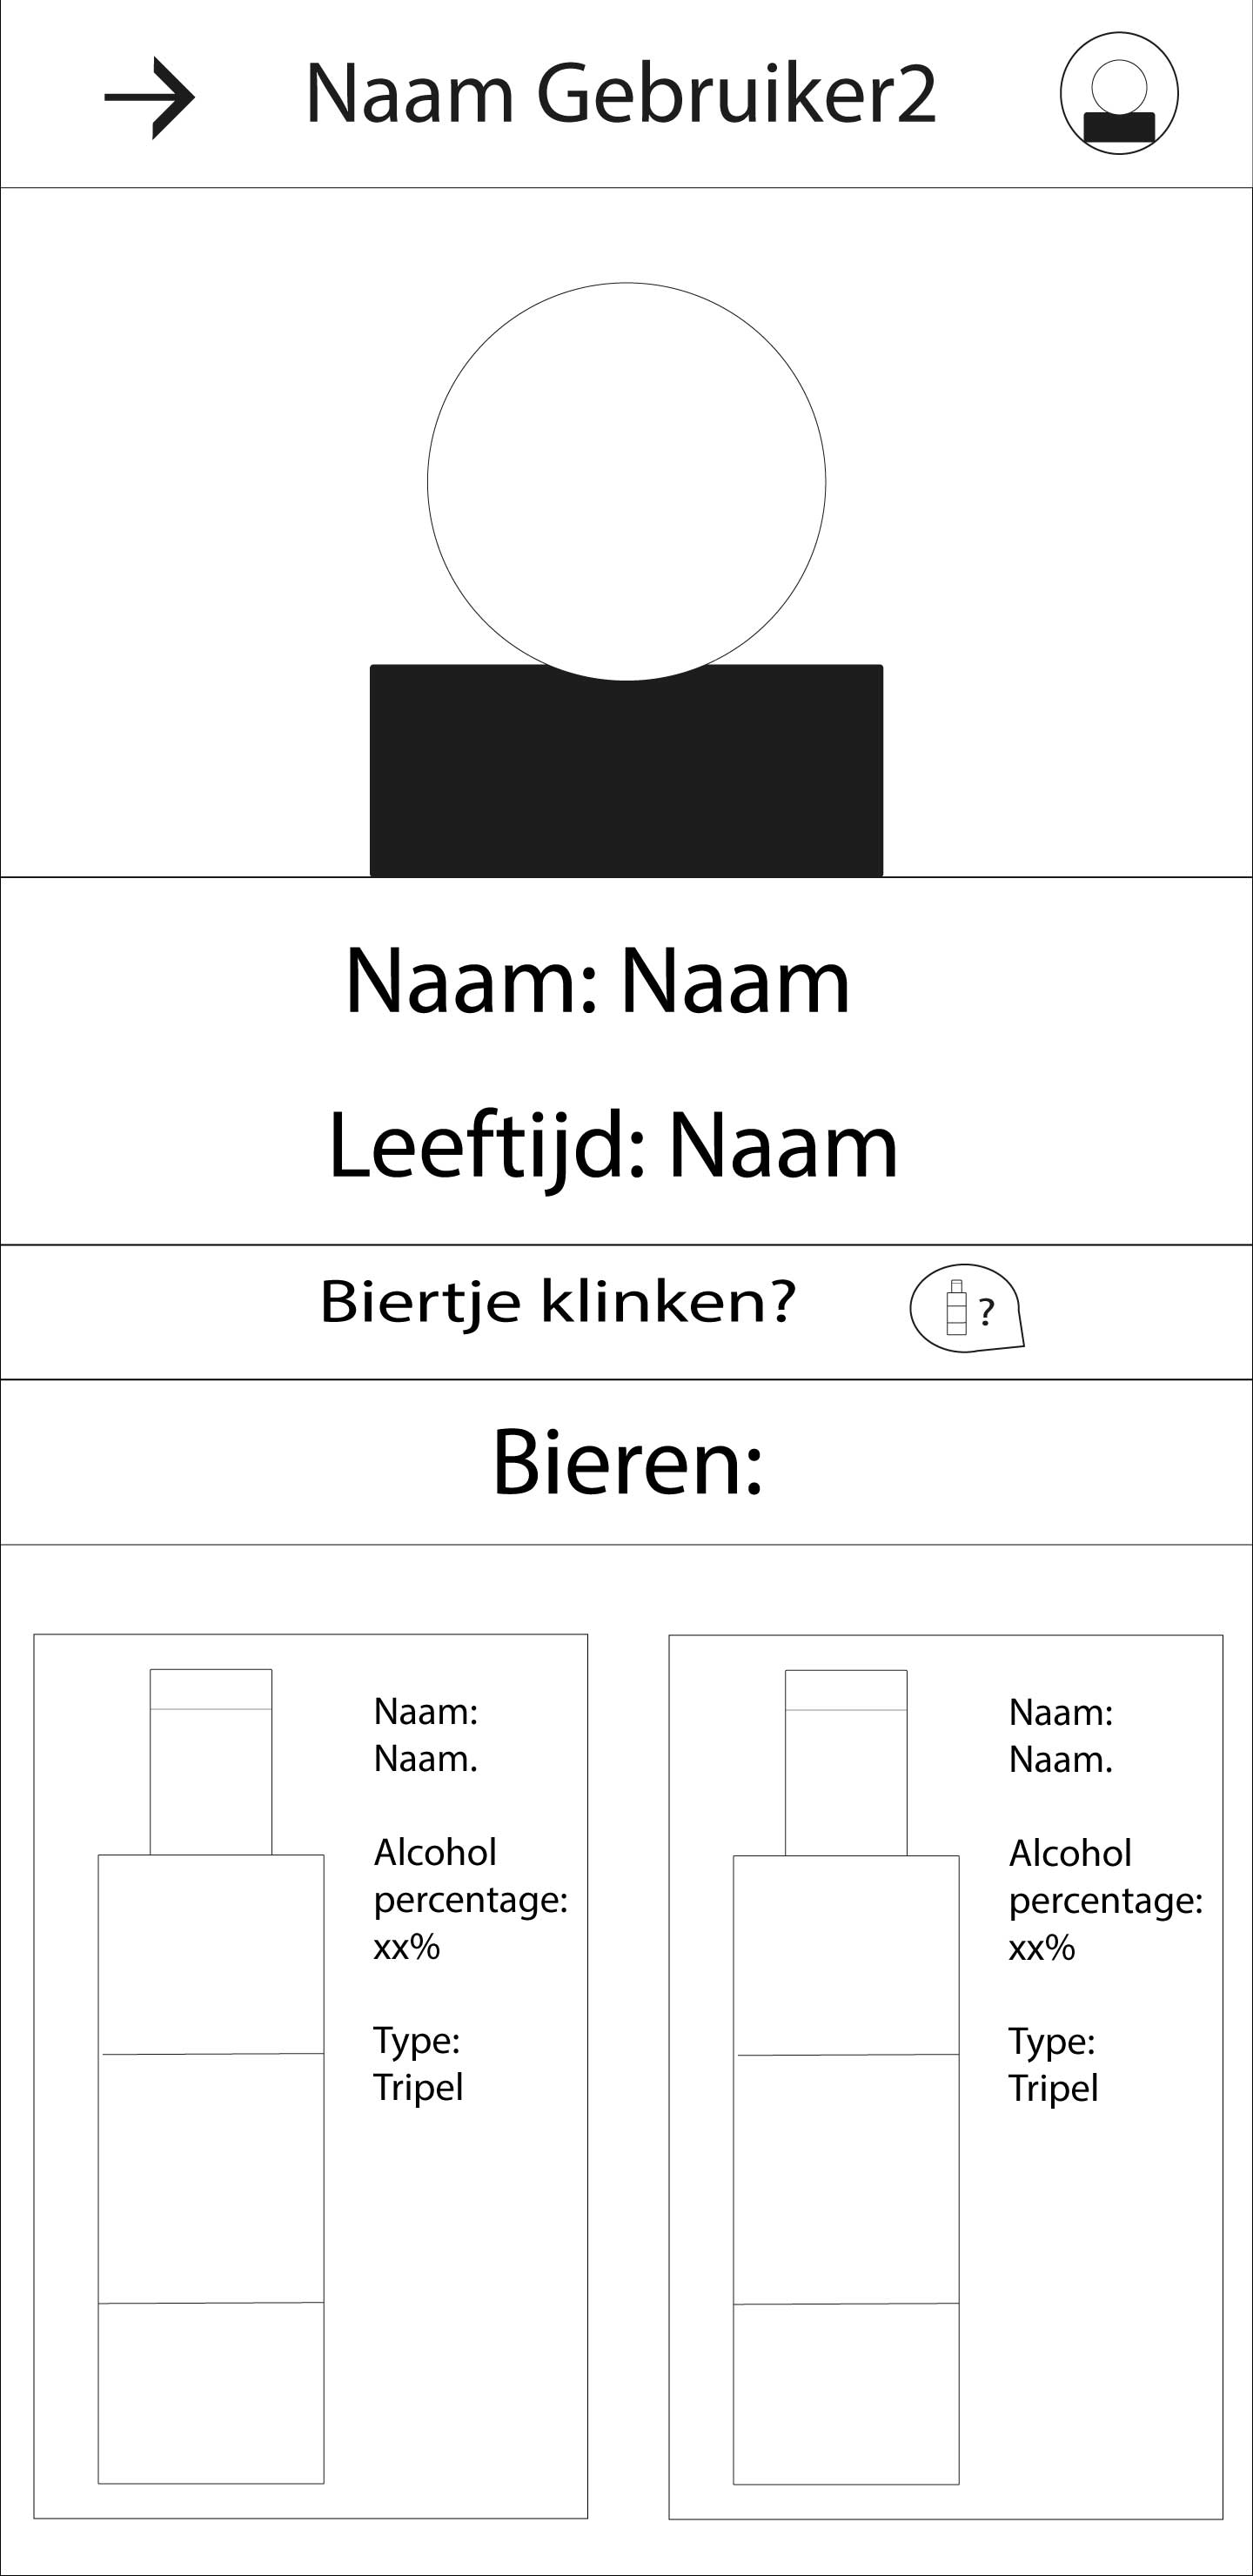 Naam Gebruiker2
Naam: Naam
Leeftijd: Naam
Biertje klinken?
?
Bieren:
Naam:
Naam.
Alcohol
percentage:
xx%
Type:
Tripel
Naam:
Naam.
Alcohol
percentage:
xx%
Type:
Tripel